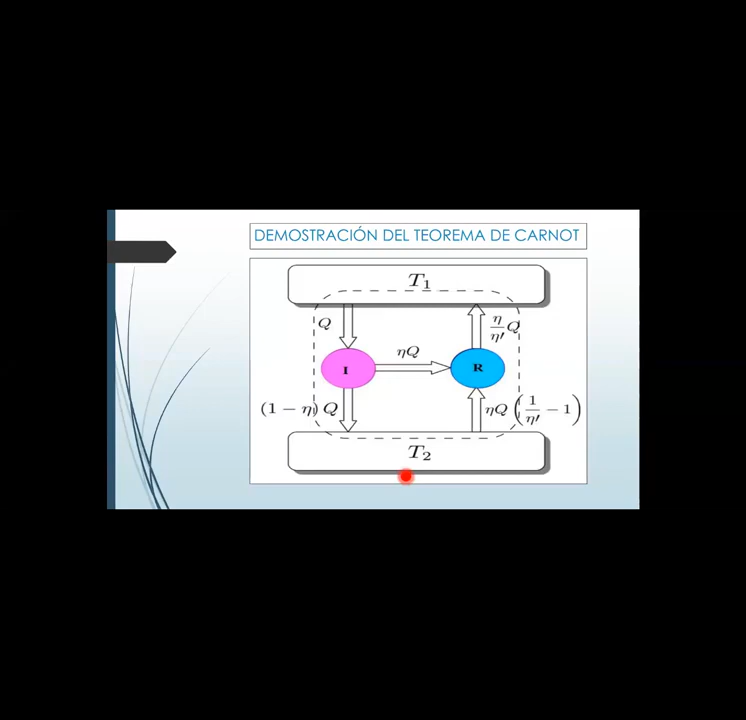 DEMOSTRACIÓN DEL TEOREMA DE CARNOT
T₁
Q
η/η′ Q
ηQ
I
R
(1 − η) Q
ηQ (1/η′ − 1)
T₂